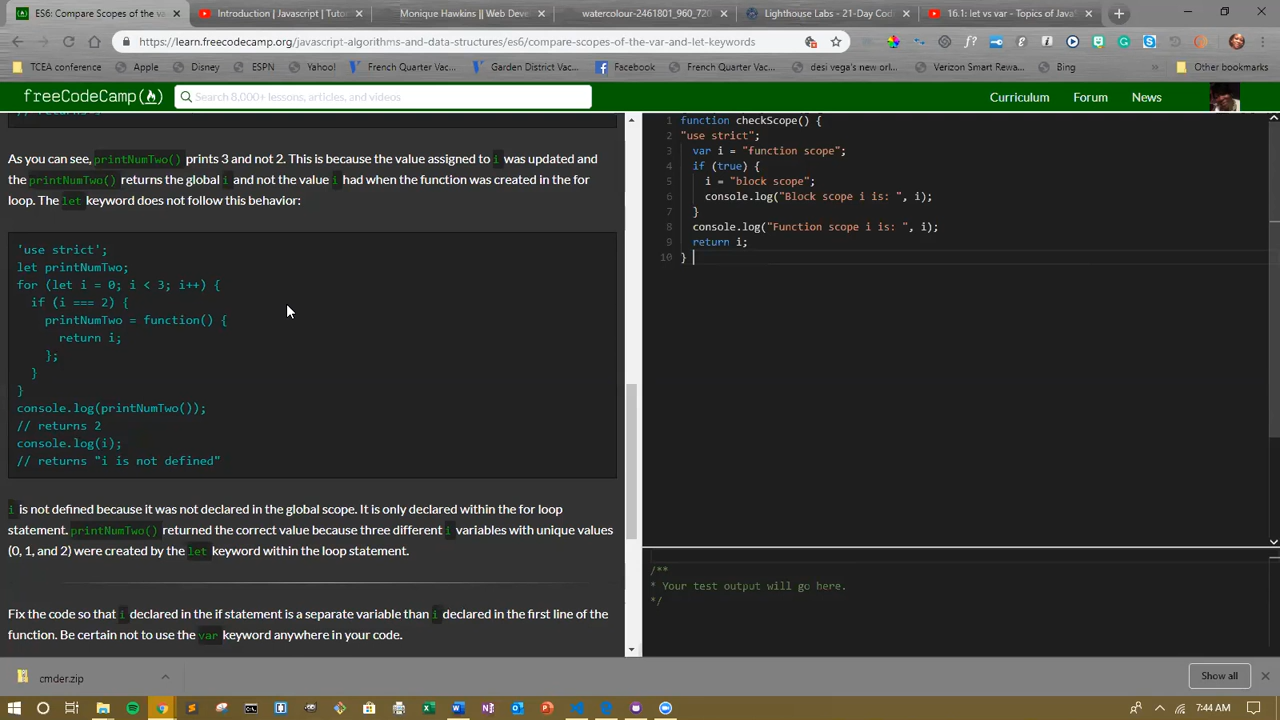 ES6: Compare Scopes of the va
Introduction | Javascript | Tutor
Monique Hawkins || Web Deve
watercolour-2461801_960_720
Lighthouse Labs - 21-Day Cod
16.1: let vs var - Topics of Java
https://learn.freecodecamp.org/javascript-algorithms-and-data-structures/es6/compare-scopes-of-the-var-and-let-keywords
TCEA conference
Apple
Disney
ESPN
Yahoo!
French Quarter Vac...
Garden District Vac...
Facebook
French Quarter Vac...
desi vega's new orl...
Verizon Smart Rewa...
Bing
Other bookmarks
freeCodeCamp
Search 8,000+ lessons, articles, and videos
Curriculum
Forum
News
As you can see, printNumTwo() prints 3 and not 2. This is because the value assigned to i was updated and
the printNumTwo() returns the global i and not the value i had when the function was created in the for
loop. The let keyword does not follow this behavior:
'use strict';
let printNumTwo;
for (let i = 0; i < 3; i++) {
if (i === 2) {
printNumTwo = function() {
return i;
};
}
}
console.log(printNumTwo());
// returns 2
console.log(i);
// returns "i is not defined"
i is not defined because it was not declared in the global scope. It is only declared within the for loop
statement. printNumTwo() returned the correct value because three different i variables with unique values
(0, 1, and 2) were created by the let keyword within the loop statement.
Fix the code so that i declared in the if statement is a separate variable than i declared in the first line of the
function. Be certain not to use the var keyword anywhere in your code.
1 function checkScope() {
2 "use strict";
3 var i = "function scope";
4 if (true) {
5 i = "block scope";
6 console.log("Block scope i is: ", i);
7 }
8 console.log("Function scope i is: ", i);
9 return i;
10 }
/**
* Your test output will go here.
*/
cmder.zip
Show all
7:44 AM